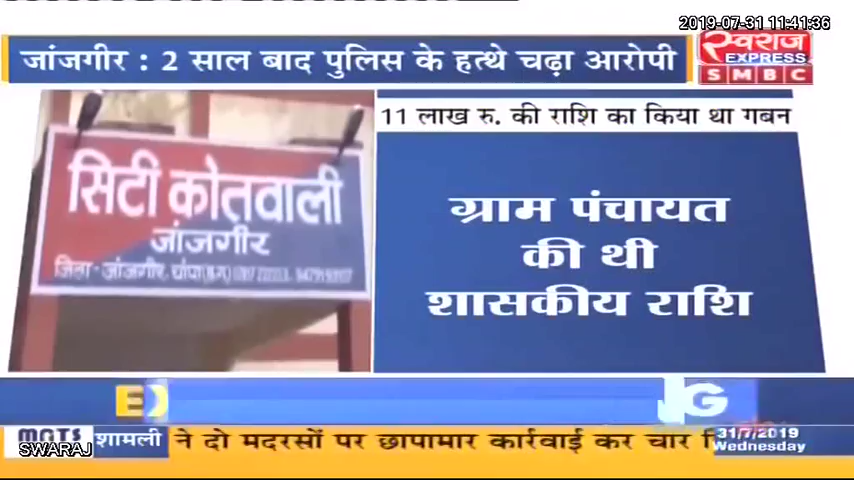 2019-07-31 11:41:36
जांजगीर : 2 साल बाद पुलिस के हत्थे चढ़ा आरोपी
स्वराज
EXPRESS
SMBC
11 लाख रु. की राशि का किया था गबन
सिटी कोतवाली
जांजगीर
जिला-जांजगीर
ग्राम पंचायत
की थी
शासकीय राशि
MATS
SWARAJ
शामली ने दो मदरसों पर छापामार कार्रवाई कर चार
31/7/2019
Wednesday